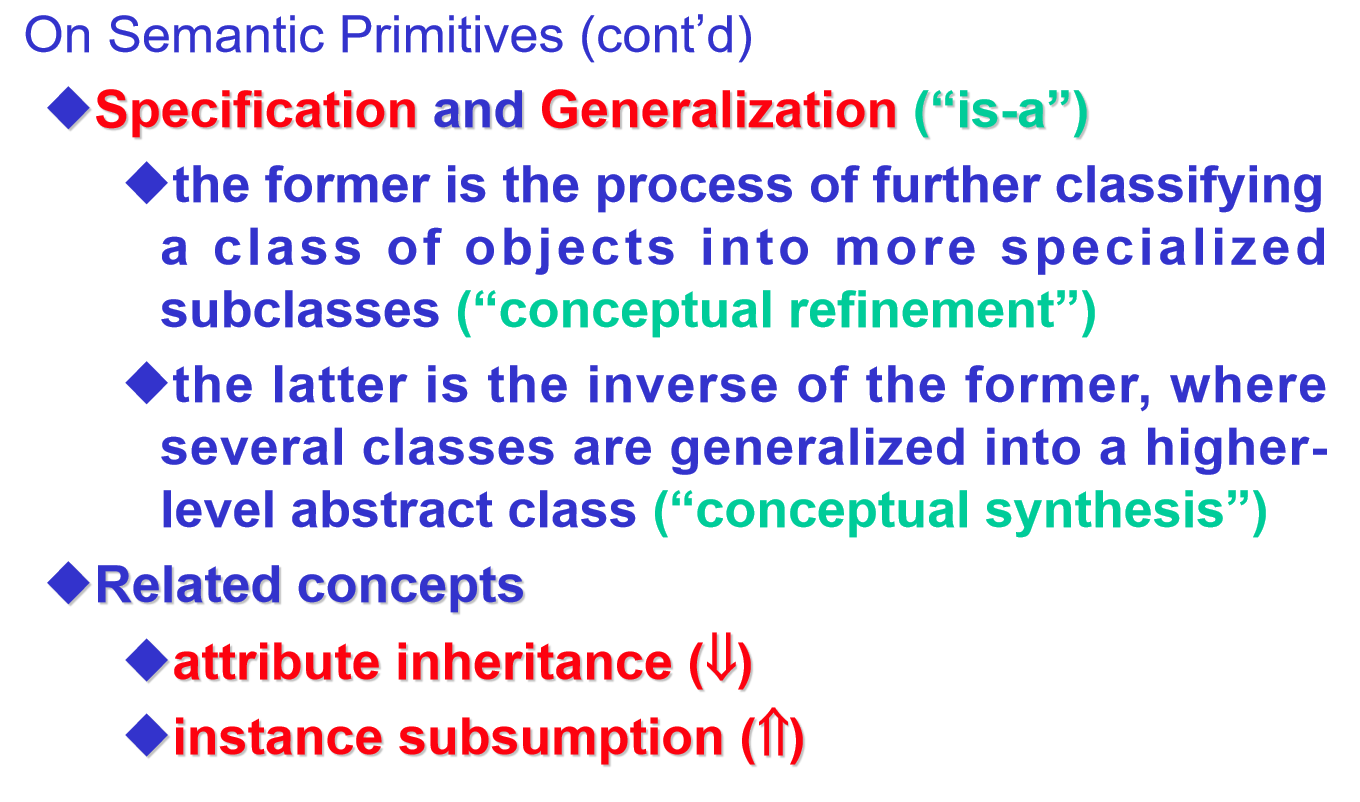 On Semantic Primitives (cont’d)
◆Specification and Generalization (“is-a”)
◆the former is the process of further classifying
a class of objects into more specialized
subclasses (“conceptual refinement”)
◆the latter is the inverse of the former, where
several classes are generalized into a higher-
level abstract class (“conceptual synthesis”)
◆Related concepts
◆attribute inheritance (⇓)
◆instance subsumption (⇑)